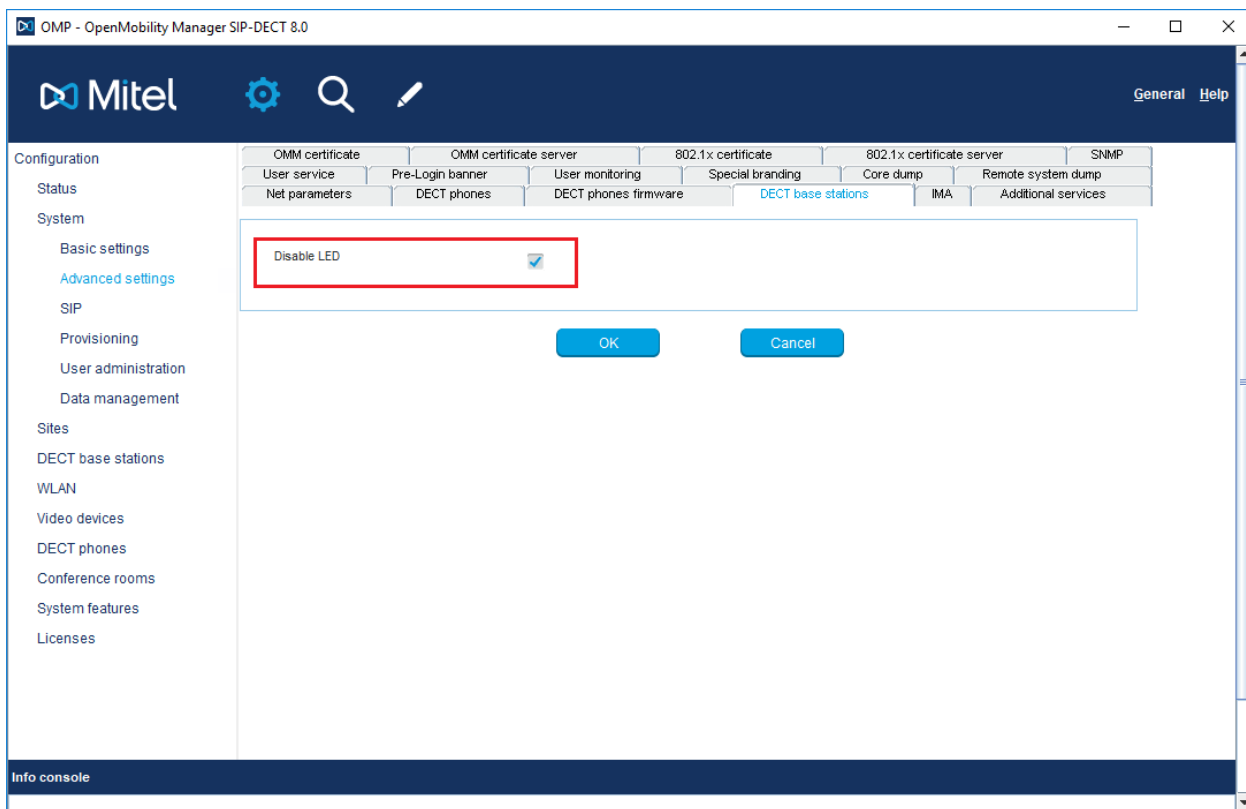 OMP - OpenMobility Manager SIP-DECT 8.0
Mitel
General Help
Configuration
Status
System
Basic settings
Advanced settings
SIP
Provisioning
User administration
Data management
Sites
DECT base stations
WLAN
Video devices
DECT phones
Conference rooms
System features
Licenses
OMM certificate OMM certificate server 802.1x certificate 802.1x certificate server SNMP
User service Pre-Login banner User monitoring Special branding Core dump Remote system dump
Net parameters DECT phones DECT phones firmware DECT base stations IMA Additional services
Disable LED
OK Cancel
Info console